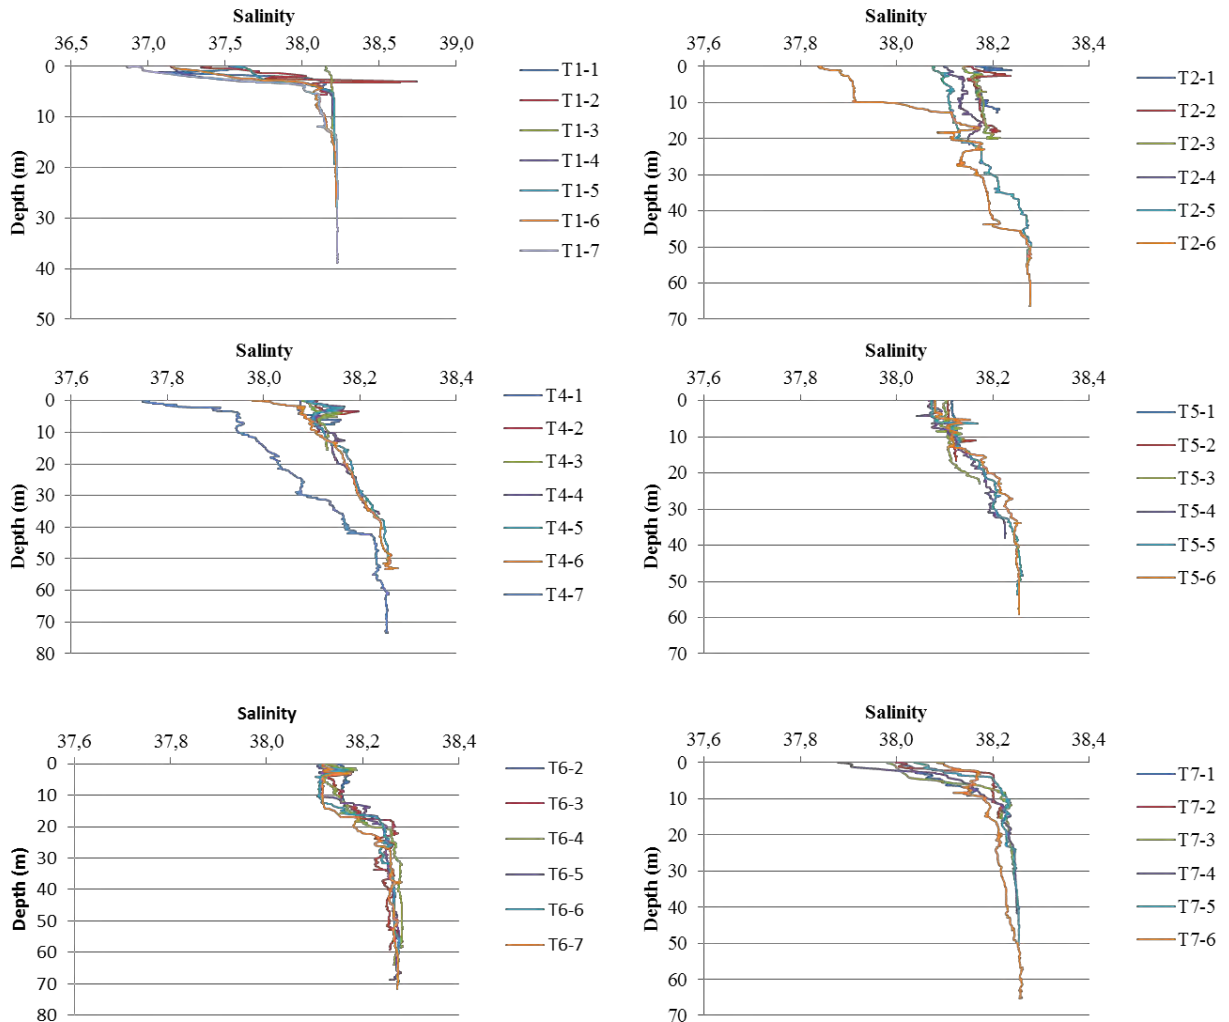 Salinity
36,5 37,0 37,5 38,0 38,5 39,0
0
10
20
30
40
50
Depth (m)
T1-1
T1-2
T1-3
T1-4
T1-5
T1-6
T1-7
Salinity
37,6 37,8 38,0 38,2 38,4
0
10
20
30
40
50
60
70
Depth (m)
T2-1
T2-2
T2-3
T2-4
T2-5
T2-6
Salinty
37,6 37,8 38,0 38,2 38,4
0
10
20
30
40
50
60
70
80
Depth (m)
T4-1
T4-2
T4-3
T4-4
T4-5
T4-6
T4-7
Salinity
37,6 37,8 38,0 38,2 38,4
0
10
20
30
40
50
60
70
Depth (m)
T5-1
T5-2
T5-3
T5-4
T5-5
T5-6
Salinity
37,6 37,8 38,0 38,2 38,4
0
10
20
30
40
50
60
70
80
Depth (m)
T6-2
T6-3
T6-4
T6-5
T6-6
T6-7
Salinity
37,6 37,8 38,0 38,2 38,4
0
10
20
30
40
50
60
70
Depth (m)
T7-1
T7-2
T7-3
T7-4
T7-5
T7-6